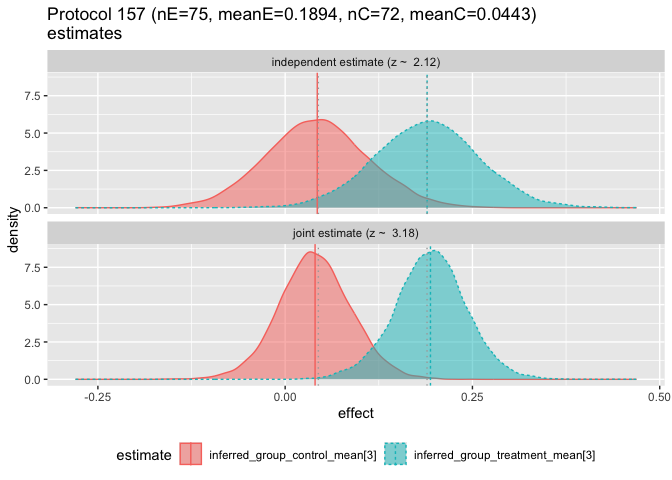 Protocol 157 (nE=75, meanE=0.1894, nC=72, meanC=0.0443)
estimates
independent estimate (z ~  2.12)
7.5
5.0
2.5
0.0
density
joint estimate (z ~  3.18)
7.5
5.0
2.5
0.0
-0.25
0.00
0.25
0.50
effect
estimate
inferred_group_control_mean[3]
inferred_group_treatment_mean[3]